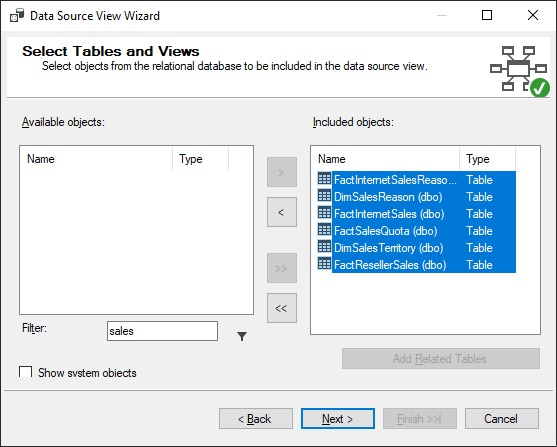 Data Source View Wizard
Select Tables and Views
Select objects from the relational database to be included in the data source view.
Available objects:
Included objects:
Name Type
Name Type
FactInternetSalesReaso... Table
DimSalesReason (dbo) Table
FactInternetSales (dbo) Table
FactSalesQuota (dbo) Table
DimSalesTerritory (dbo) Table
FactResellerSales (dbo) Table
>
<
>>
<<
Filter: sales
Add Related Tables
Show system objects
< Back Next > Finish >>| Cancel